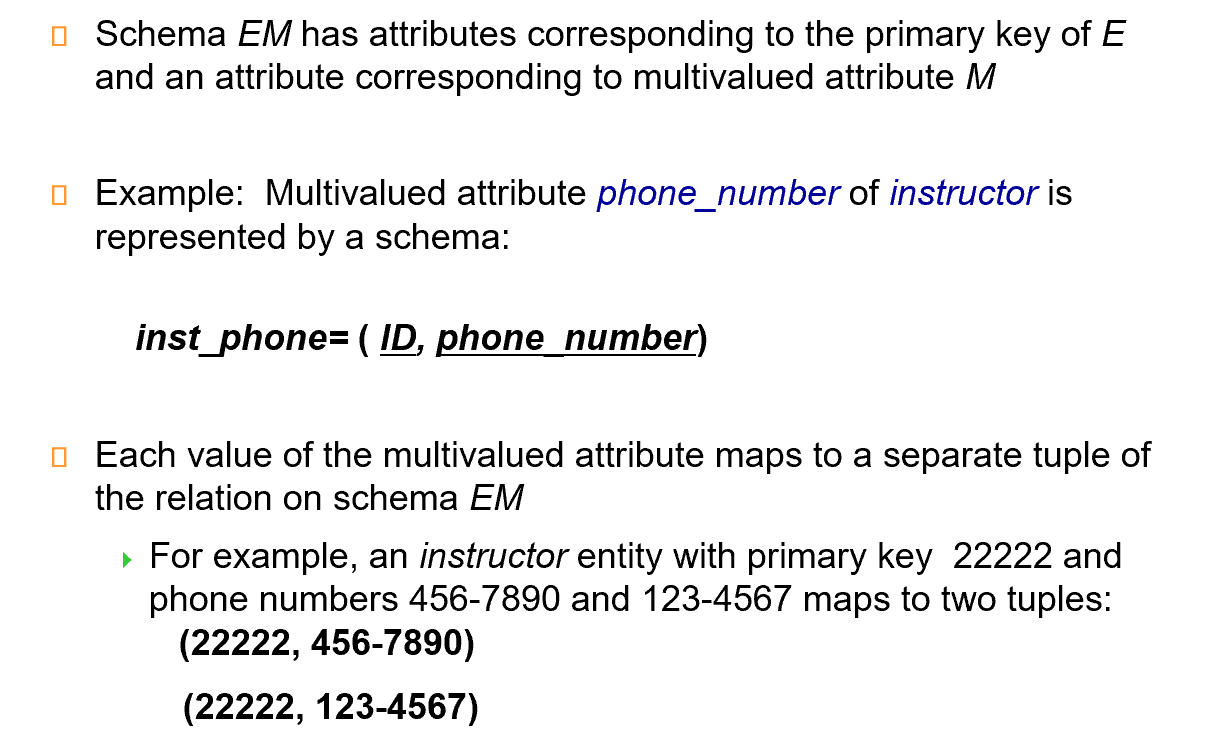 Schema EM has attributes corresponding to the primary key of E
and an attribute corresponding to multivalued attribute M
Example: Multivalued attribute phone_number of instructor is
represented by a schema:
inst_phone= ( ID, phone_number)
Each value of the multivalued attribute maps to a separate tuple of
the relation on schema EM
For example, an instructor entity with primary key 22222 and
phone numbers 456-7890 and 123-4567 maps to two tuples:
(22222, 456-7890)
(22222, 123-4567)